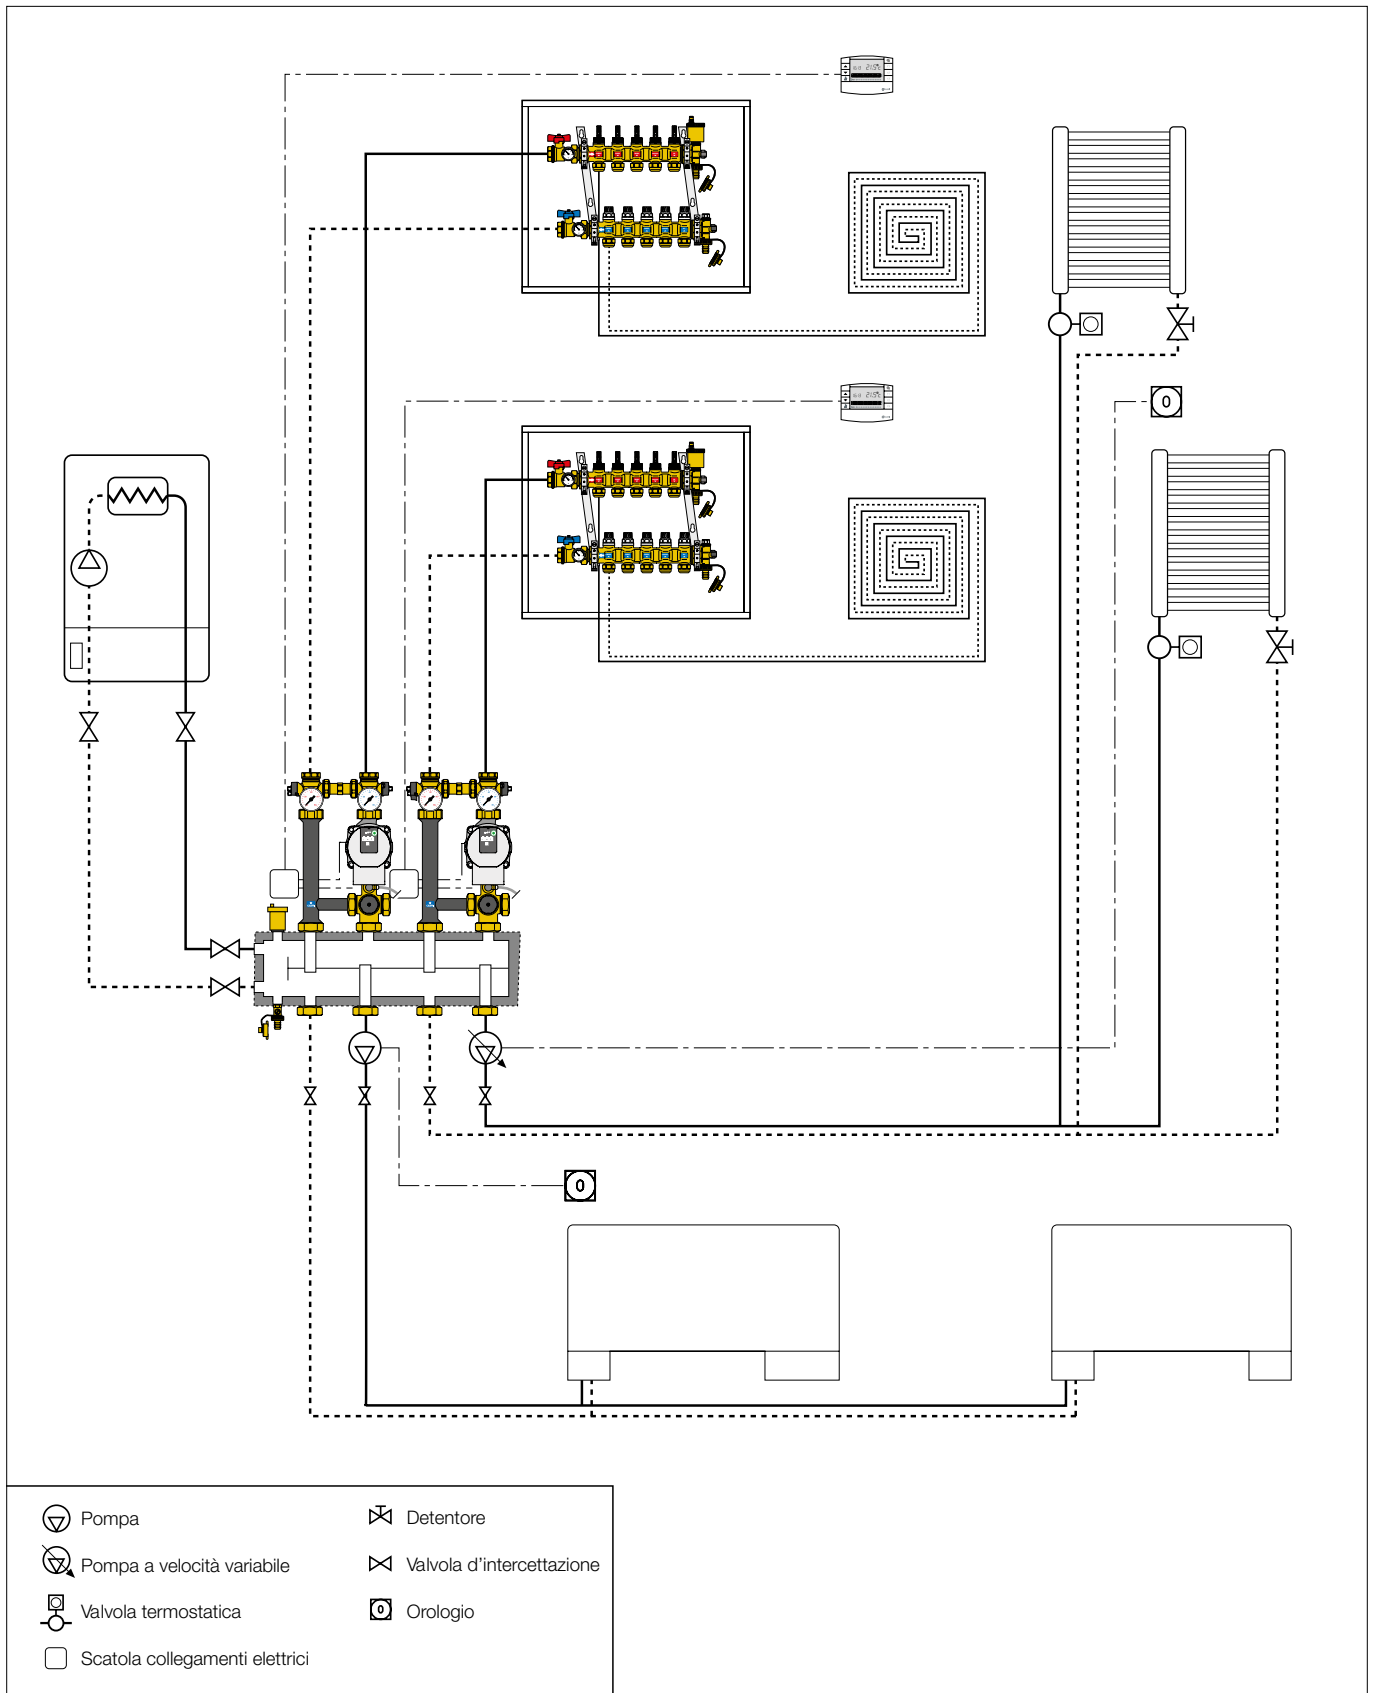 Pompa
Pompa a velocità variabile
Valvola termostatica
Scatola collegamenti elettrici
Detentore
Valvola d'intercettazione
Orologio